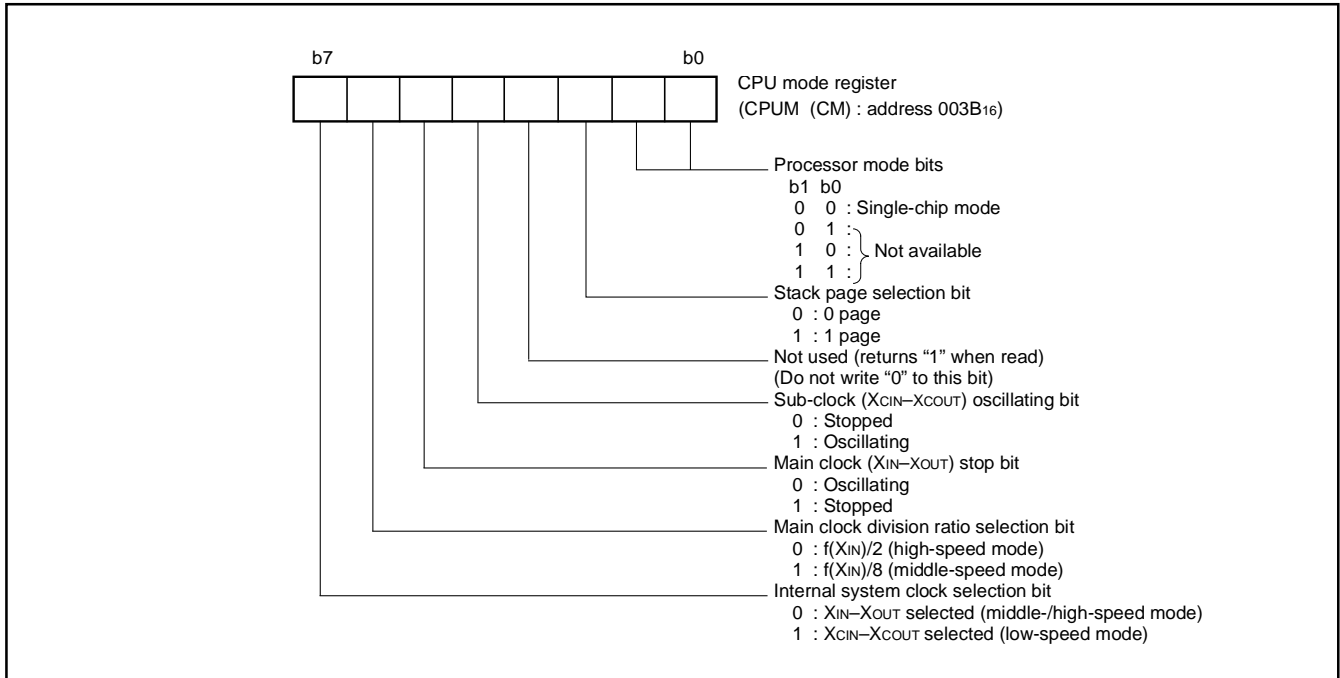 b7 b0
CPU mode register
(CPUM (CM) : address 003B16)
Processor mode bits
b1 b0
0 0 : Single-chip mode
0 1 :
1 0 : Not available
1 1 :
Stack page selection bit
0 : 0 page
1 : 1 page
Not used (returns “1” when read)
(Do not write “0” to this bit)
Sub-clock (XCIN–XCOUT) oscillating bit
0 : Stopped
1 : Oscillating
Main clock (XIN–XOUT) stop bit
0 : Oscillating
1 : Stopped
Main clock division ratio selection bit
0 : f(XIN)/2 (high-speed mode)
1 : f(XIN)/8 (middle-speed mode)
Internal system clock selection bit
0 : XIN–XOUT selected (middle-/high-speed mode)
1 : XCIN–XCOUT selected (low-speed mode)